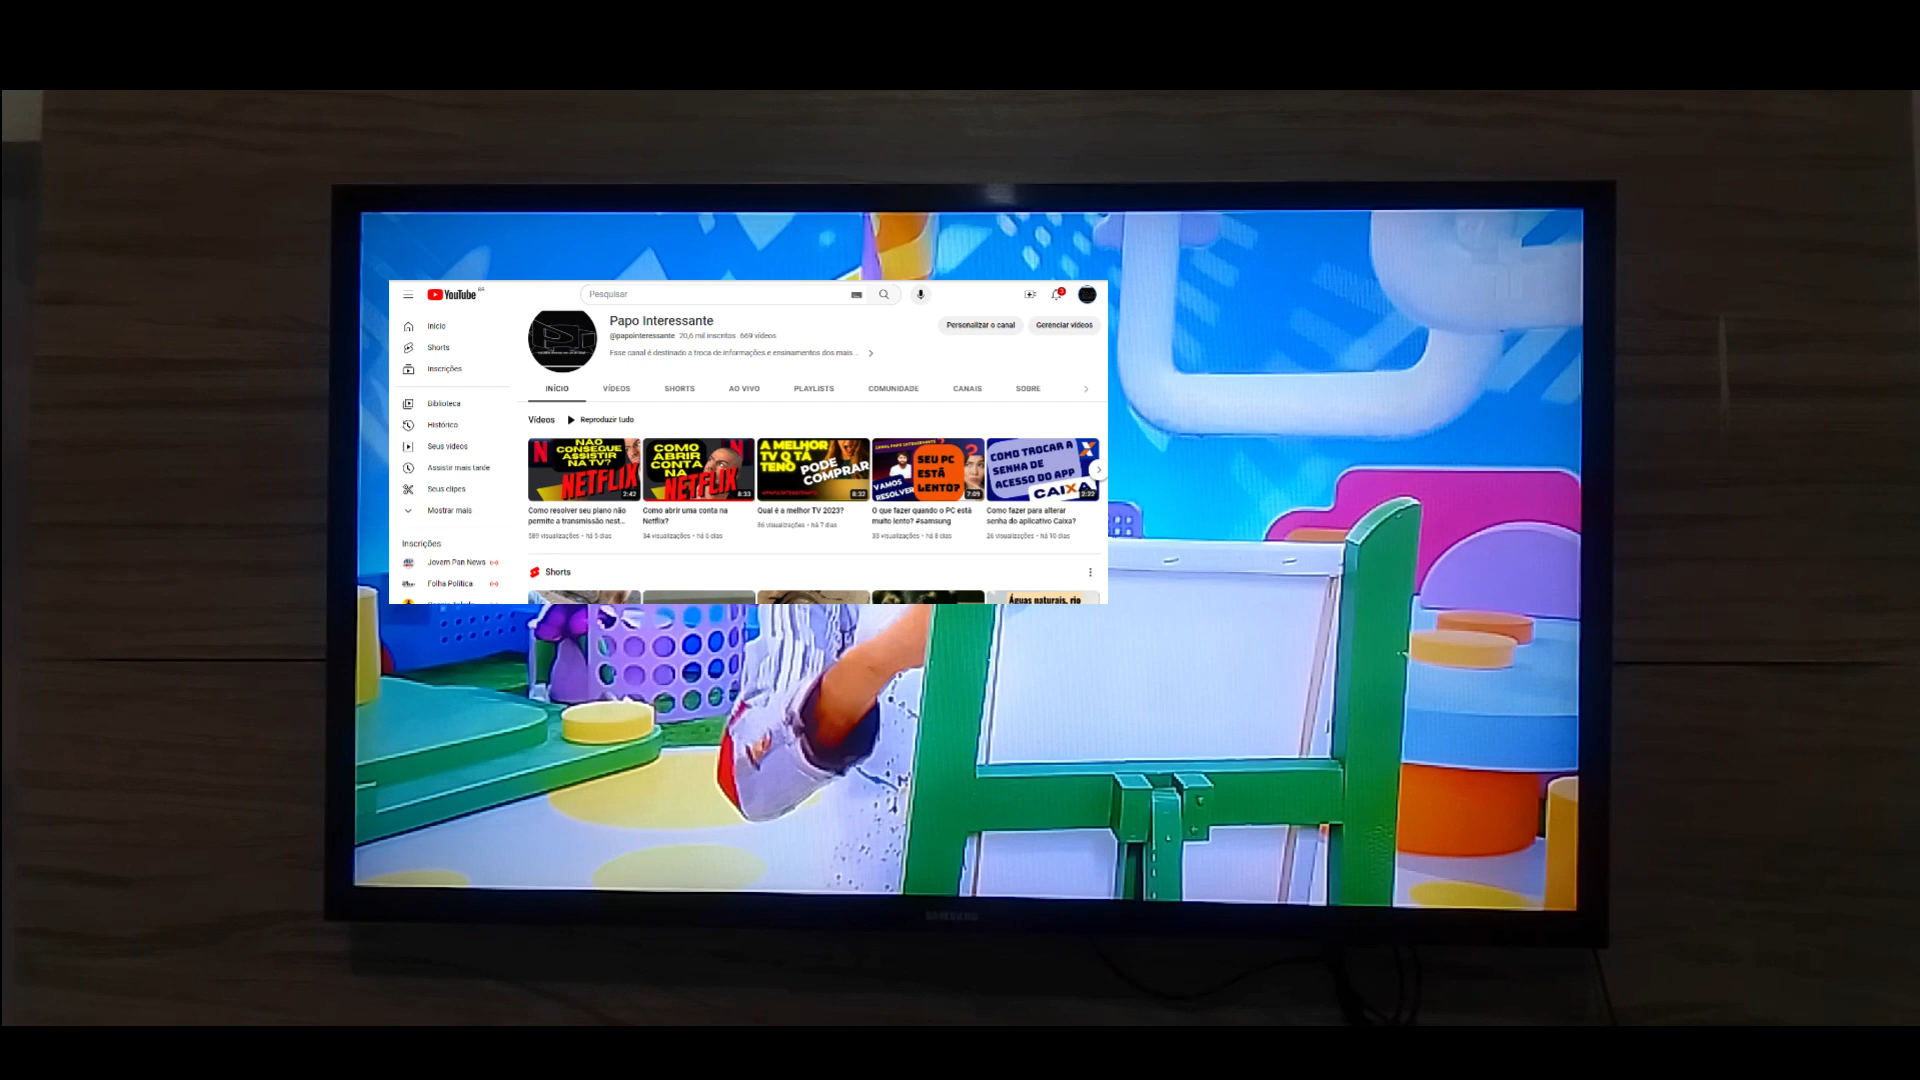 YouTube BR
Pesquisar
3
Início
Shorts
Inscrições
Biblioteca
Histórico
Seus vídeos
Assistir mais tarde
Seus clipes
Mostrar mais
Inscrições
Jovem Pan News
Folha Política
Papo Interessante
@papointeressante 20,6 mil inscritos 669 vídeos
Esse canal é destinado a troca de informações e ensinamentos dos mais ...
Personalizar o canal
Gerenciar vídeos
INÍCIO VÍDEOS SHORTS AO VIVO PLAYLISTS COMUNIDADE CANAIS SOBRE
Vídeos
Reproduzir tudo
N
NÃO
CONSEGUE
ASSISTIR
NA TV?
NETFLIX
2:42
Como resolver seu plano não
permite a transmissão nest...
589 visualizações • há 5 dias
COMO
ABRIR
CONTA
NA
NETFLIX
8:33
Como abrir uma conta na
Netflix?
34 visualizações • há 6 dias
A MELHOR
TV Q TÁ
TENO
PODE
COMPRAR
8:32
Qual é a melhor TV 2023?
86 visualizações • há 7 dias
CANAL PAPO INTERESSANTE
SEU PC
ESTÁ
LENTO?
VAMOS
RESOLVER
7:09
O que fazer quando o PC está
muito lento? #samsung
33 visualizações • há 8 dias
COMO TROCAR A
SENHA DE
ACESSO DO APP
CAIXA
2:22
Como fazer para alterar
senha do aplicativo Caixa?
26 visualizações • há 10 dias
Shorts
Águas naturais, rio
SAMSUNG